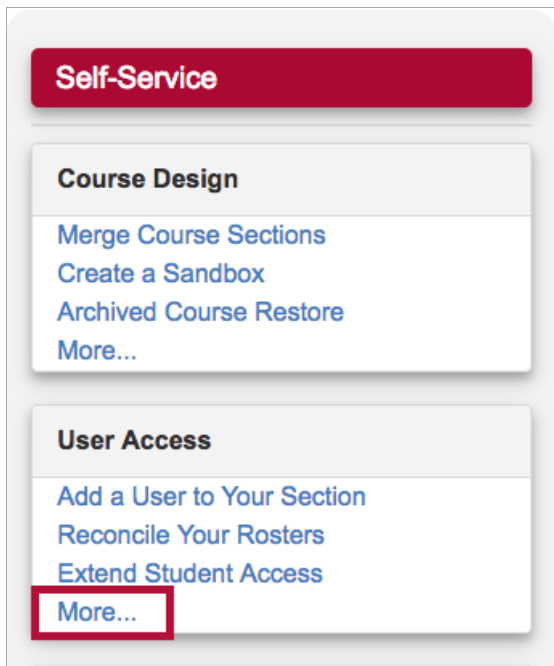 Self-Service
Course Design
Merge Course Sections
Create a Sandbox
Archived Course Restore
More...
User Access
Add a User to Your Section
Reconcile Your Rosters
Extend Student Access
More...